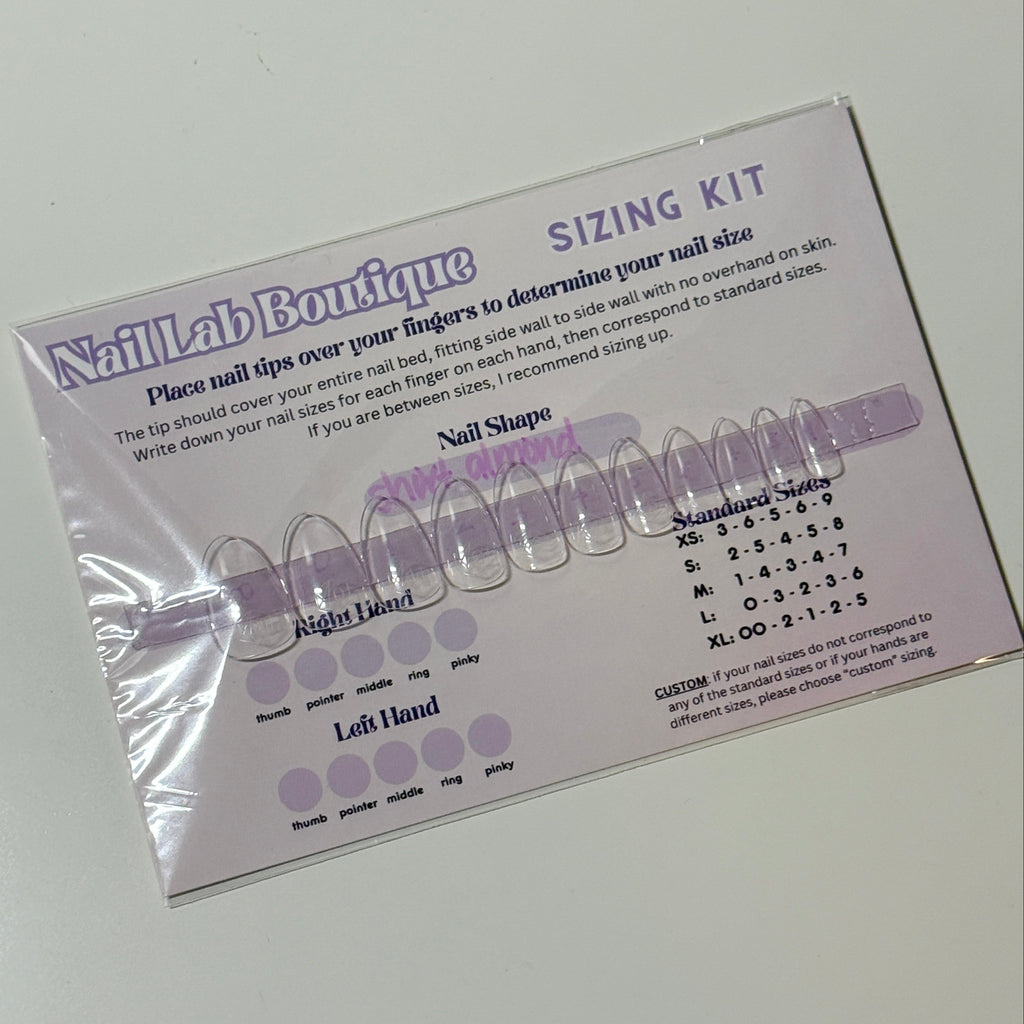 Nail Lab Boutique
SIZING KIT
Place nail tips over your fingers to determine your nail size
The tip should cover your entire nail bed, fitting side wall to side wall with no overhand on skin.
Write down your nail sizes for each finger on each hand, then correspond to standard sizes.
If you are between sizes, I recommend sizing up.
Nail Shape
short almond
Standard Sizes
XS: 3 - 6 - 5 - 6 - 9
S: 2 - 5 - 4 - 5 - 8
M: 1 - 4 - 3 - 4 - 7
L: 0 - 3 - 2 - 3 - 6
XL: 00 - 2 - 1 - 2 - 5
Right Hand
thumb pointer middle ring pinky
Left Hand
thumb pointer middle ring pinky
CUSTOM: if your nail sizes do not correspond to
any of the standard sizes or if your hands are
different sizes, please choose "custom" sizing.